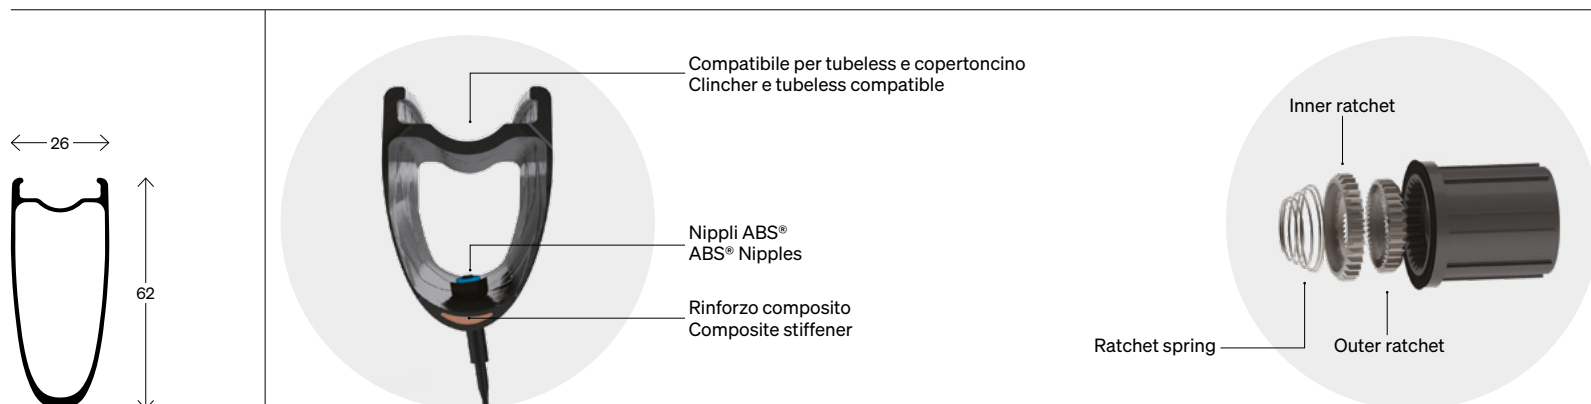 26
62
Compatibile per tubeless e copertoncino
Clincher e tubeless compatible
Nippli ABS®
ABS® Nipples
Rinforzo composito
Composite stiffener
Inner ratchet
Ratchet spring
Outer ratchet